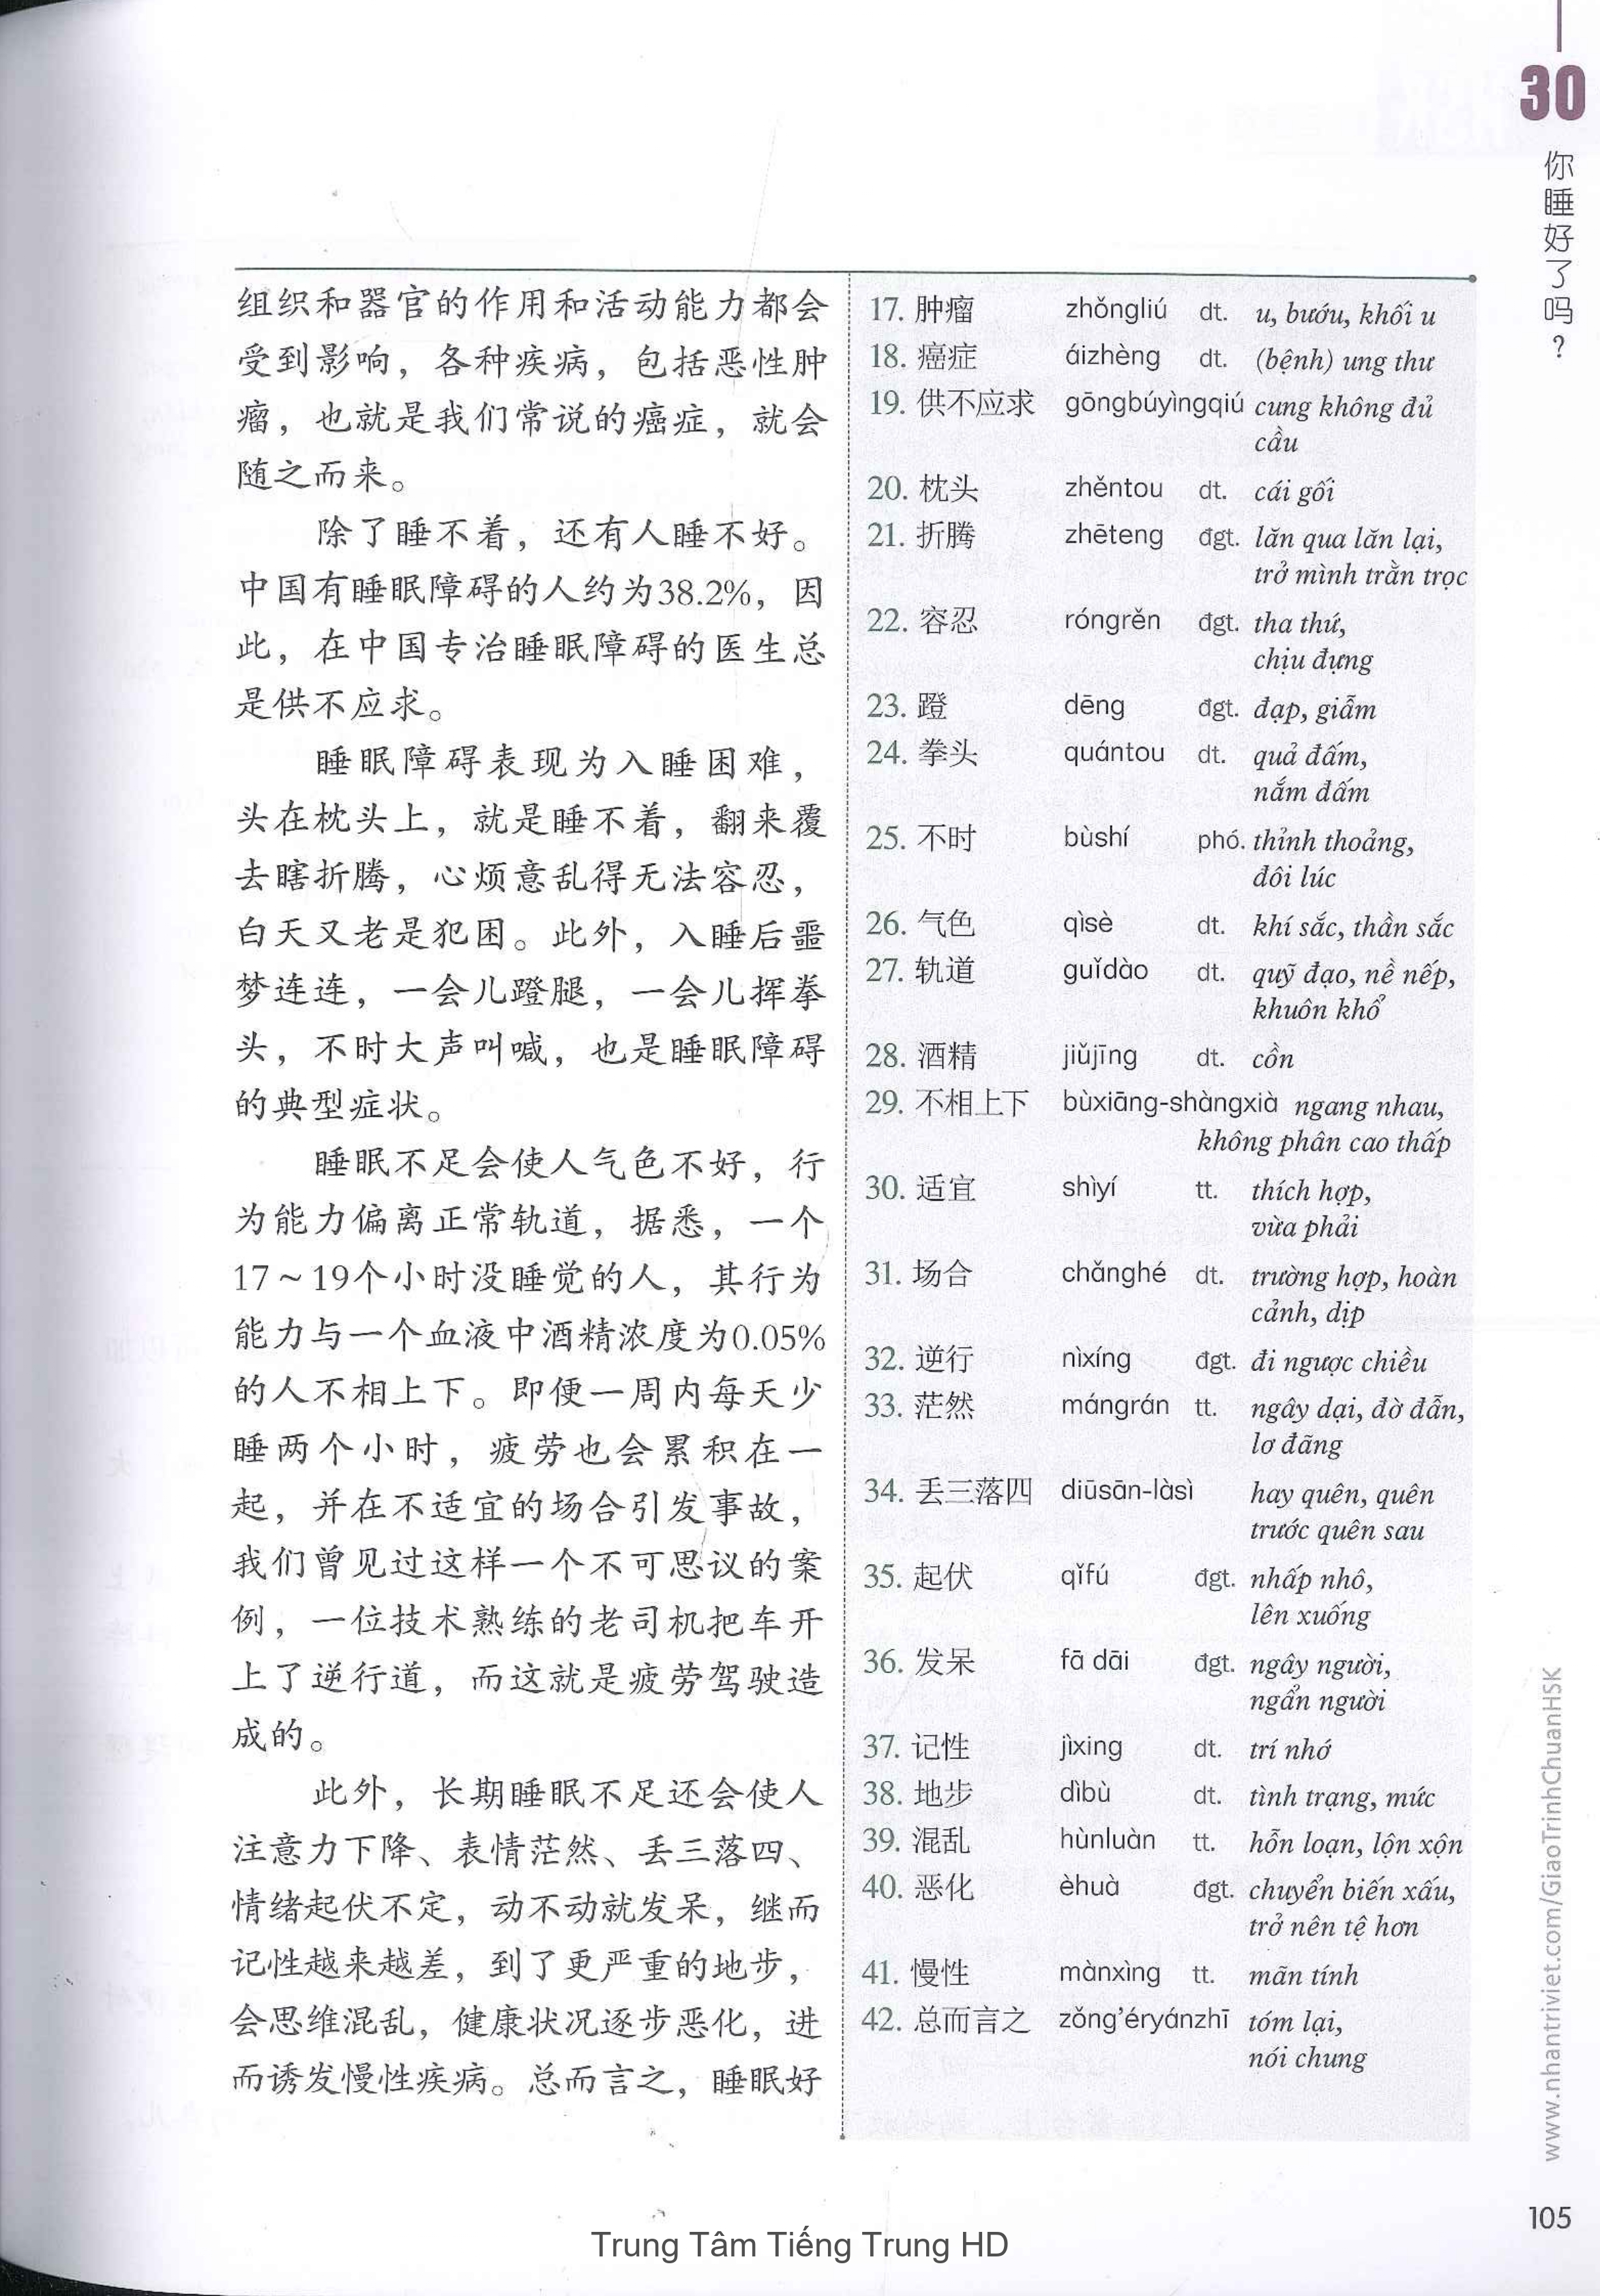 30
你睡好了吗？
组织和器官的作用和活动能力都会
受到影响，各种疾病，包括恶性肿
瘤，也就是我们常说的癌症，就会
随之而来。
除了睡不着，还有人睡不好。
中国有睡眠障碍的人约为38.2%，因
此，在中国专治睡眠障碍的医生总
是供不应求。
睡眠障碍表现为入睡困难，
头在枕头上，就是睡不着，翻来覆
去瞎折腾，心烦意乱得无法容忍，
白天又老是犯困。此外，入睡后噩
梦连连，一会儿蹬腿，一会儿挥拳
头，不时大声叫喊，也是睡眠障碍
的典型症状。
睡眠不足会使人气色不好，行
为能力偏离正常轨道，据悉，一个
17～19个小时没睡觉的人，其行为
能力与一个血液中酒精浓度为0.05%
的人不相上下。即便一周内每天少
睡两个小时，疲劳也会累积在一
起，并在不适宜的场合引发事故，
我们曾见过这样一个不可思议的案
例，一位技术熟练的老司机把车开
上了逆行道，而这就是疲劳驾驶造
成的。
此外，长期睡眠不足还会使人
注意力下降、表情茫然、丢三落四、
情绪起伏不定，动不动就发呆，继而
记性越来越差，到了更严重的地步，
会思维混乱，健康状况逐步恶化，进
而诱发慢性疾病。总而言之，睡眠好
17. 肿瘤 zhǒngliú dt. u, bướu, khối u
18. 癌症 áizhèng dt. (bệnh) ung thư
19. 供不应求 gōngbúyìngqiú cung không đủ
cầu
20. 枕头 zhěntou dt. cái gối
21. 折腾 zhēteng đgt. lăn qua lăn lại,
trở mình trằn trọc
22. 容忍 róngrěn đgt. tha thứ,
chịu đựng
23. 蹬 dēng đgt. đạp, giẫm
24. 拳头 quántou dt. quả đấm,
nắm đấm
25. 不时 bùshí phó. thỉnh thoảng,
đôi lúc
26. 气色 qìsè dt. khí sắc, thần sắc
27. 轨道 guǐdào dt. quỹ đạo, nề nếp,
khuôn khổ
28. 酒精 jiǔjīng dt. cồn
29. 不相上下 bùxiāng-shàngxià ngang nhau,
không phân cao thấp
30. 适宜 shìyí tt. thích hợp,
vừa phải
31. 场合 chǎnghé dt. trường hợp, hoàn
cảnh, dịp
32. 逆行 nìxíng đgt. đi ngược chiều
33. 茫然 mángrán tt. ngây dại, đờ đẫn,
lơ đãng
34. 丢三落四 diūsān-làsì hay quên, quên
trước quên sau
35. 起伏 qǐfú đgt. nhấp nhô,
lên xuống
36. 发呆 fā dāi đgt. ngây người,
ngẩn người
37. 记性 jìxing dt. trí nhớ
38. 地步 dìbù dt. tình trạng, mức
39. 混乱 hùnluàn tt. hỗn loạn, lộn xộn
40. 恶化 èhuà đgt. chuyển biến xấu,
trở nên tệ hơn
41. 慢性 mànxìng tt. mãn tính
42. 总而言之 zǒng'éryánzhī tóm lại,
nói chung
www.nhantriviet.com/GiaoTrinhChuanHSK
105
Trung Tâm Tiếng Trung HD